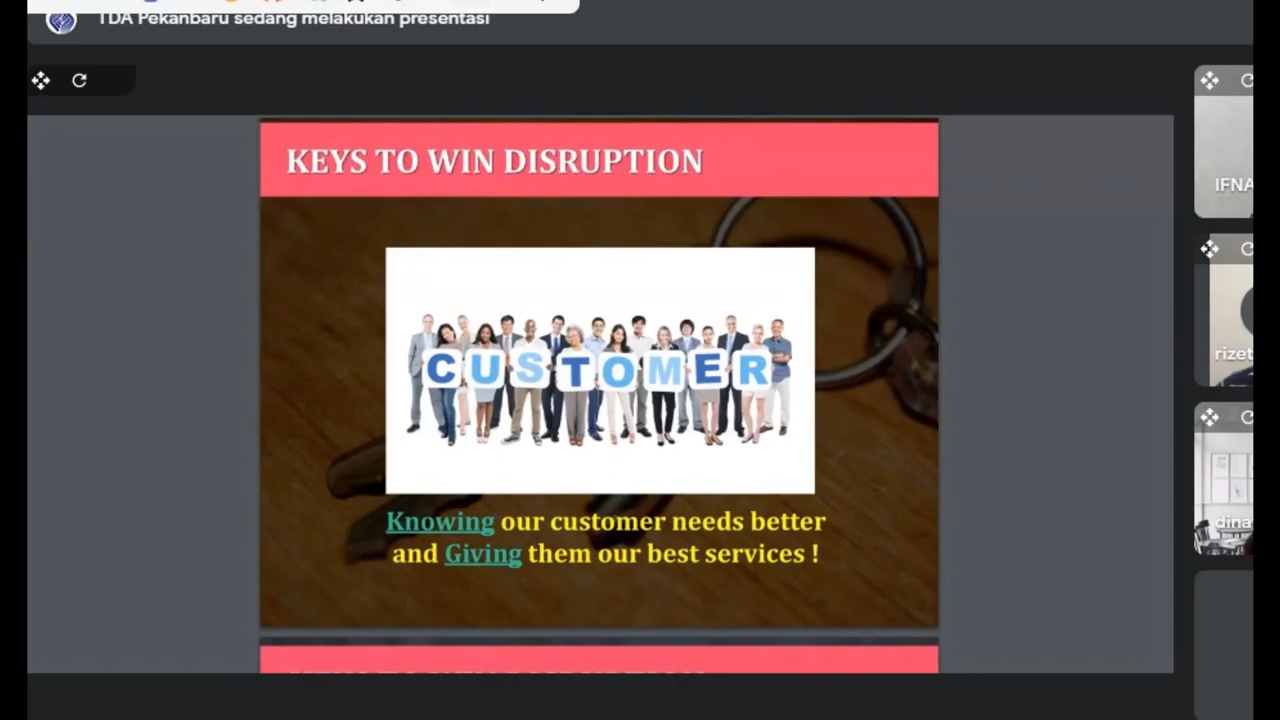 TDA Pekanbaru sedang melakukan presentasi
KEYS TO WIN DISRUPTION
CUSTOMER
Knowing our customer needs better
and Giving them our best services !
IFNA
rizet
dina